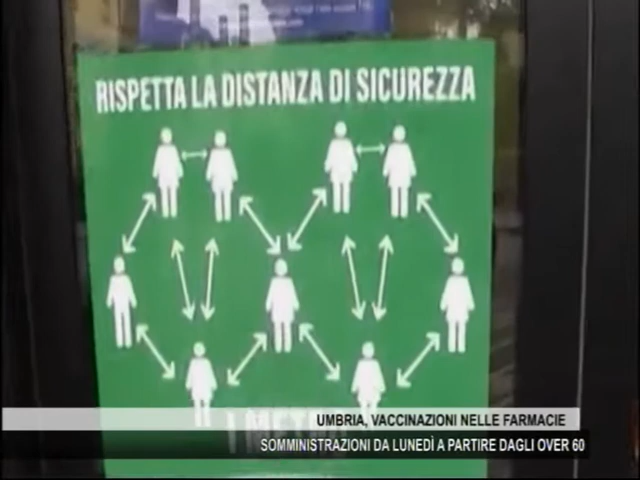 RISPETTA LA DISTANZA DI SICUREZZA
UMBRIA, VACCINAZIONI NELLE FARMACIE
SOMMINISTRAZIONI DA LUNEDÌ A PARTIRE DAGLI OVER 60